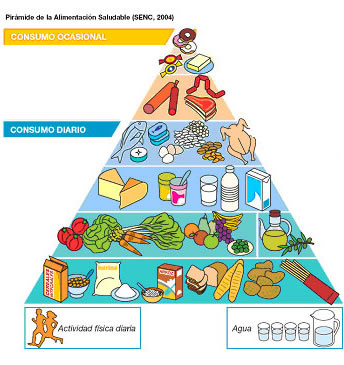 Pirámide de la Alimentación Saludable (SENC, 2004)
CONSUMO OCASIONAL
CONSUMO DIARIO
Actividad física diaria
Agua